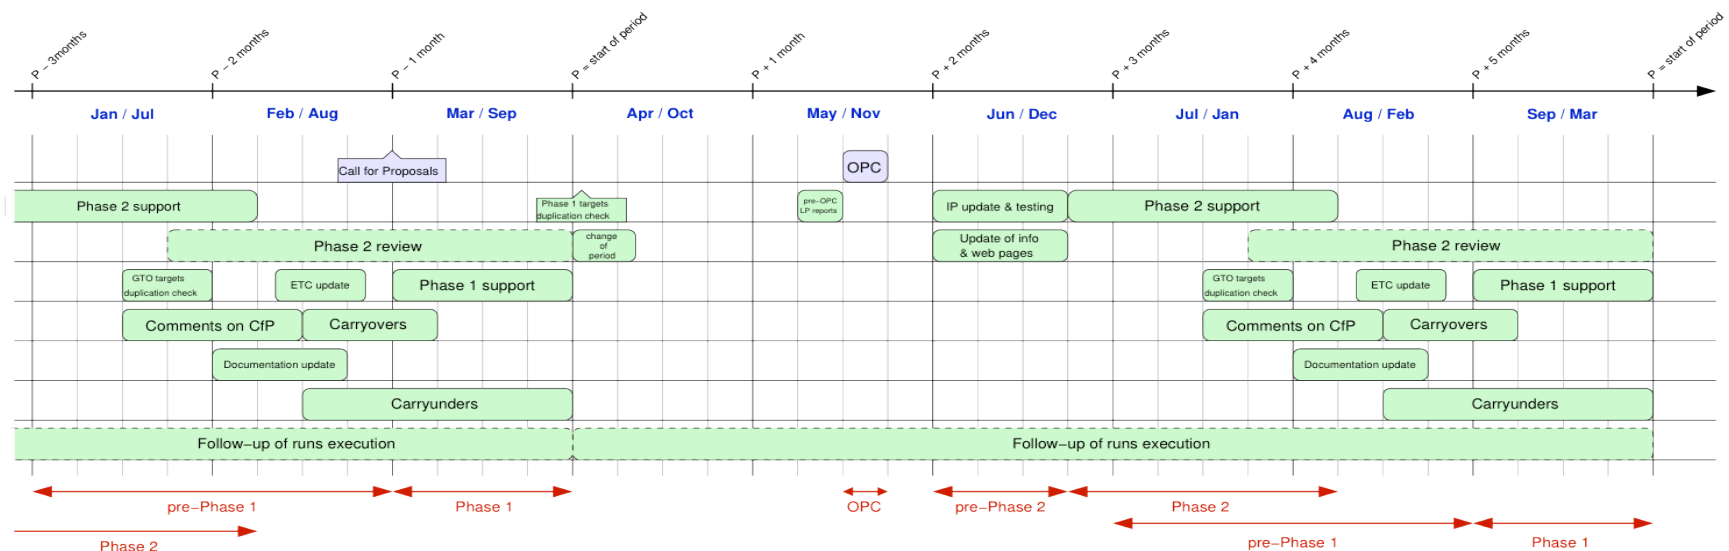 P − 3months
P − 2 months
P − 1 month
P = start of period
P + 1 month
P + 2 months
P + 3 months
P + 4 months
P + 5 months
P = start of period
Jan / Jul
Feb / Aug
Mar / Sep
Apr / Oct
May / Nov
Jun / Dec
Jul / Jan
Aug / Feb
Sep / Mar
Call for Proposals
OPC
Phase 2 support
Phase 1 targets
duplication check
pre−OPC
LP reports
IP update & testing
Phase 2 support
Phase 2 review
change
of
period
Update of info
& web pages
Phase 2 review
GTO targets
duplication check
ETC update
Phase 1 support
GTO targets
duplication check
ETC update
Phase 1 support
Comments on CfP
Carryovers
Comments on CfP
Carryovers
Documentation update
Documentation update
Carryunders
Carryunders
Follow−up of runs execution
Follow−up of runs execution
pre−Phase 1
Phase 1
OPC
pre−Phase 2
Phase 2
Phase 2
pre−Phase 1
Phase 1